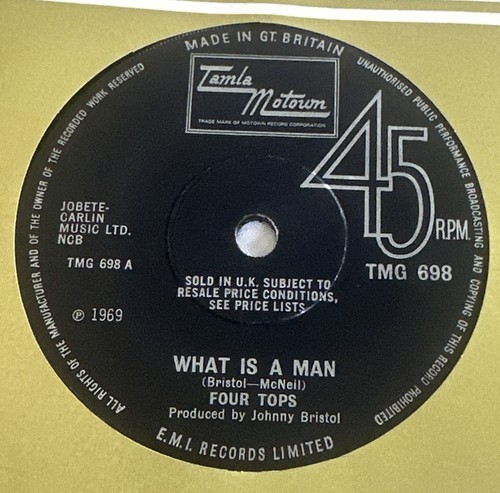 MADE IN GT. BRITAIN
UNAUTHORISED PUBLIC PERFORMANCE BROADCASTING AND COPYING OF THIS RECORD PROHIBITED
ALL RIGHTS OF THE MANUFACTURER AND OF THE OWNER OF THE RECORDED WORK RESERVED
Tamla
Motown
TRADE MARK OF MOTOWN RECORD CORPORATION
45
R.P.M.
JOBETE-
CARLIN
MUSIC LTD.
NCB
TMG 698 A
TMG 698
SOLD IN U.K. SUBJECT TO
RESALE PRICE CONDITIONS,
SEE PRICE LISTS
℗ 1969
WHAT IS A MAN
(Bristol—McNeil)
FOUR TOPS
Produced by Johnny Bristol
E.M.I. RECORDS LIMITED